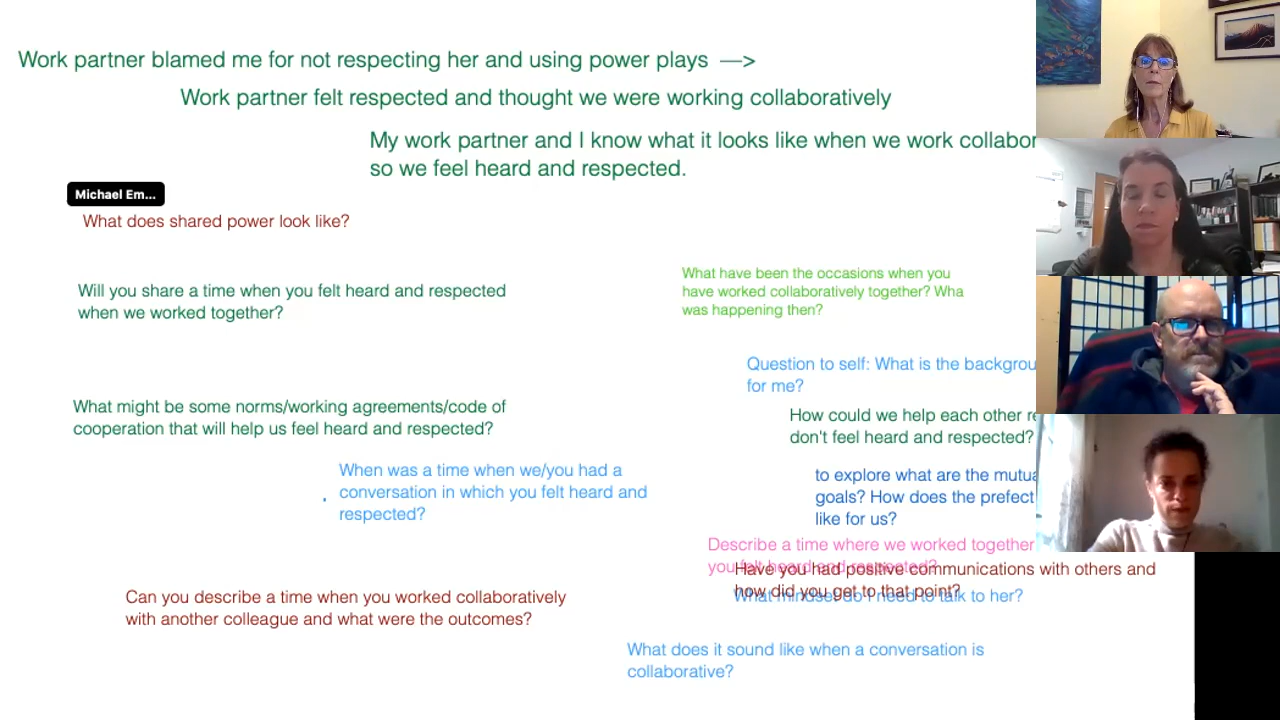 Work partner blamed me for not respecting her and using power plays —>
Work partner felt respected and thought we were working collaboratively
My work partner and I know what it looks like when we work collabor
so we feel heard and respected.
Michael Em...
What does shared power look like?
Will you share a time when you felt heard and respected
when we worked together?
What have been the occasions when you
have worked collaboratively together? Wha
was happening then?
Question to self: What is the backgrou
for me?
What might be some norms/working agreements/code of
cooperation that will help us feel heard and respected?
How could we help each other re
don't feel heard and respected?
When was a time when we/you had a
conversation in which you felt heard and
respected?
to explore what are the mutua
goals? How does the prefect
like for us?
Describe a time where we worked together
you felt heard and respected?
Have you had positive communications with others and
how did you get to that point?
What mindset do I need to talk to her?
Can you describe a time when you worked collaboratively
with another colleague and what were the outcomes?
What does it sound like when a conversation is
collaborative?